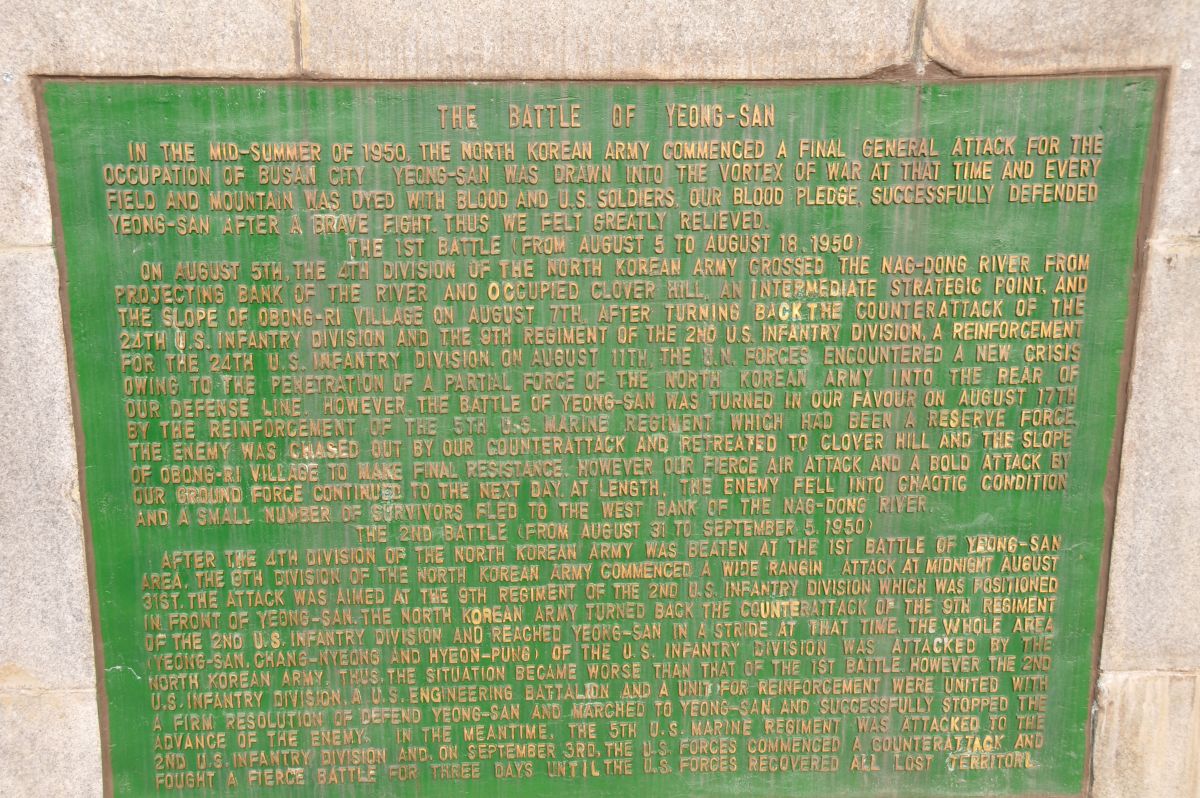 THE BATTLE OF YEONG-SAN
IN THE MID-SUMMER OF 1950, THE NORTH KOREAN ARMY COMMENCED A FINAL GENERAL ATTACK FOR THE
OCCUPATION OF BUSAN CITY YEONG-SAN WAS DRAWN INTO THE VORTEX OF WAR AT THAT TIME AND EVERY
FIELD AND MOUNTAIN WAS DYED WITH BLOOD AND U.S. SOLDIERS, OUR BLOOD PLEDGE, SUCCESSFULLY DEFENDED
YEONG-SAN AFTER A BRAVE FIGHT. THUS WE FELT GREATLY RELIEVED.
THE 1ST BATTLE (FROM AUGUST 5 TO AUGUST 18, 1950)
ON AUGUST 5TH, THE 4TH DIVISION OF THE NORTH KOREAN ARMY CROSSED THE NAG-DONG RIVER FROM
PROJECTING BANK OF THE RIVER AND OCCUPIED CLOVER HILL, AN INTERMEDIATE STRATEGIC POINT, AND
THE SLOPE OF OBONG-RI VILLAGE ON AUGUST 7TH, AFTER TURNING BACK THE COUNTERATTACK OF THE
24TH U.S. INFANTRY DIVISION AND THE 9TH REGIMENT OF THE 2ND U.S. INFANTRY DIVISION, A REINFORCEMENT
FOR THE 24TH U.S. INFANTRY DIVISION. ON AUGUST 11TH, THE U.N. FORCES ENCOUNTERED A NEW CRISIS
OWING TO THE PENETRATION OF A PARTIAL FORCE OF THE NORTH KOREAN ARMY INTO THE REAR OF
OUR DEFENSE LINE. HOWEVER, THE BATTLE OF YEONG-SAN WAS TURNED IN OUR FAVOUR ON AUGUST 17TH
BY THE REINFORCEMENT OF THE 5TH U.S. MARINE REGIMENT WHICH HAD BEEN A RESERVE FORCE.
THE ENEMY WAS CHASED OUT BY OUR COUNTERATTACK AND RETREATED TO CLOVER HILL AND THE SLOPE
OF OBONG-RI VILLAGE TO MAKE FINAL RESISTANCE. HOWEVER OUR FIERCE AIR ATTACK AND A BOLD ATTACK BY
OUR GROUND FORCE CONTINUED TO THE NEXT DAY. AT LENGTH, THE ENEMY FELL INTO CHAOTIC CONDITION
AND A SMALL NUMBER OF SURVIVORS FLED TO THE WEST BANK OF THE NAG-DONG RIVER.
THE 2ND BATTLE (FROM AUGUST 31 TO SEPTEMBER 5, 1950)
AFTER THE 4TH DIVISION OF THE NORTH KOREAN ARMY WAS BEATEN AT THE 1ST BATTLE OF YEONG-SAN
AREA, THE 9TH DIVISION OF THE NORTH KOREAN ARMY COMMENCED A WIDE RANGIN ATTACK AT MIDNIGHT AUGUST
31ST. THE ATTACK WAS AIMED AT THE 9TH REGIMENT OF THE 2ND U.S. INFANTRY DIVISION WHICH WAS POSITIONED
IN FRONT OF YEONG-SAN. THE NORTH KOREAN ARMY TURNED BACK THE COUNTERATTACK OF THE 9TH REGIMENT
OF THE 2ND U.S. INFANTRY DIVISION AND REACHED YEONG-SAN IN A STRIDE AT THAT TIME, THE WHOLE AREA
(YEONG-SAN, CHANG-NYEONG AND HYEON-PUNG) OF THE U.S. INFANTRY DIVISION WAS ATTACKED BY THE
NORTH KOREAN ARMY. THUS, THE SITUATION BECAME WORSE THAN THAT OF THE 1ST BATTLE. HOWEVER THE 2ND
U.S. INFANTRY DIVISION, A U.S. ENGINEERING BATTALION AND A UNIT FOR REINFORCEMENT WERE UNITED WITH
A FIRM RESOLUTION OF DEFEND YEONG-SAN AND MARCHED TO YEONG-SAN, AND SUCCESSFULLY STOPPED THE
ADVANCE OF THE ENEMY. IN THE MEANTIME, THE 5TH U.S. MARINE REGIMENT WAS ATTACKED TO THE
2ND U.S. INFANTRY DIVISION AND, ON SEPTEMBER 3RD, THE U.S. FORCES COMMENCED A COUNTERATTACK AND
FOUGHT A FIERCE BATTLE FOR THREE DAYS UNTIL THE U.S. FORCES RECOVERED ALL LOST TERRITORY.